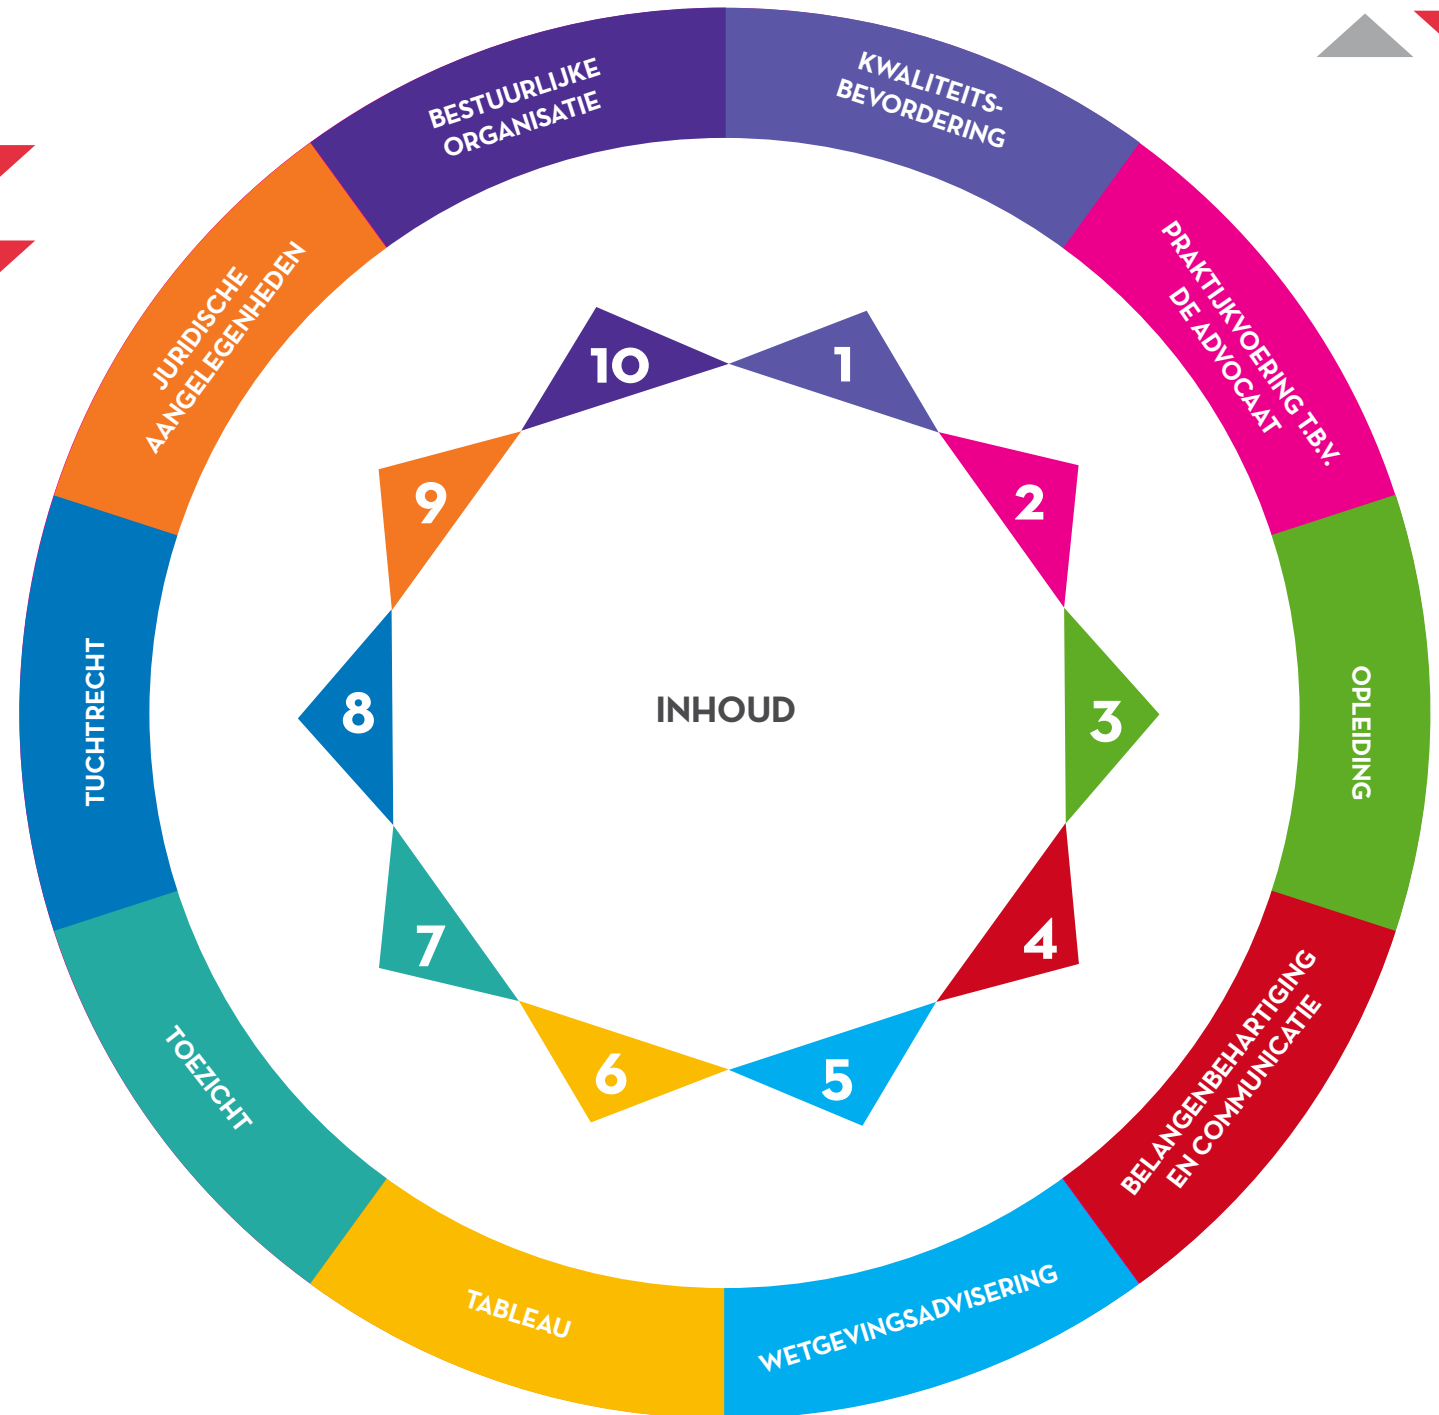 KWALITEITS-
BEVORDERING
PRAKTIJKVOERING T.B.V.
DE ADVOCAAT
OPLEIDING
BELANGENBEHARTIGING
EN COMMUNICATIE
WETGEVINGSADVISERING
TABLEAU
TOEZICHT
TUCHTRECHT
JURIDISCHE
AANGELEGENHEDEN
BESTUURLIJKE
ORGANISATIE
1
2
3
4
5
6
7
8
9
10
INHOUD